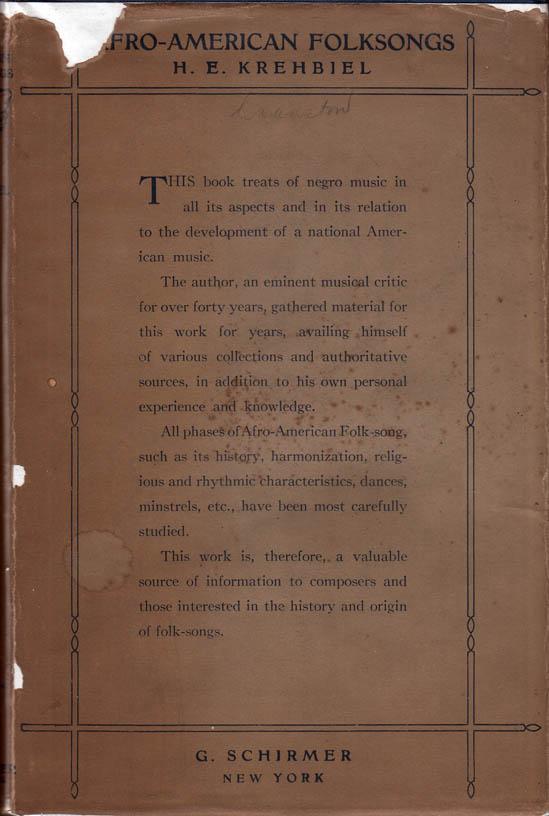 FRO-AMERICAN FOLKSONGS
H. E. KREHBIEL
THIS book treats of negro music in
all its aspects and in its relation
to the development of a national Amer-
ican music.
The author, an eminent musical critic
for over forty years, gathered material for
this work for years, availing himself
of various collections and authoritative
sources, in addition to his own personal
experience and knowledge.
All phases of Afro-American Folk-song,
such as its history, harmonization, relig-
ious and rhythmic characteristics, dances,
minstrels, etc., have been most carefully
studied.
This work is, therefore, a valuable
source of information to composers and
those interested in the history and origin
of folk-songs.
G. SCHIRMER
NEW YORK